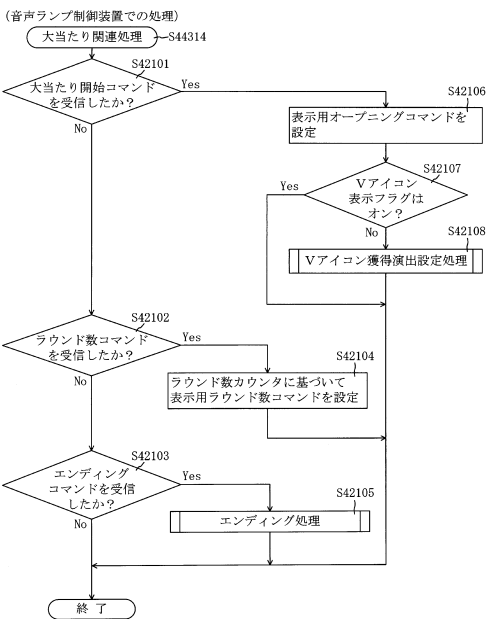 (音声ランプ制御装置での処理)
大当たり関連処理
S44314
S42101
大当たり開始コマンド
を受信したか?
Yes
No
S42106
表示用オープニングコマンドを
設定
S42107
Vアイコン
表示フラグは
オン?
Yes
No
S42108
Vアイコン獲得演出設定処理
S42102
ラウンド数コマンド
を受信したか?
Yes
No
S42104
ラウンド数カウンタに基づいて
表示用ラウンド数コマンドを設定
S42103
エンディング
コマンドを受信
したか?
Yes
No
S42105
エンディング処理
終 了